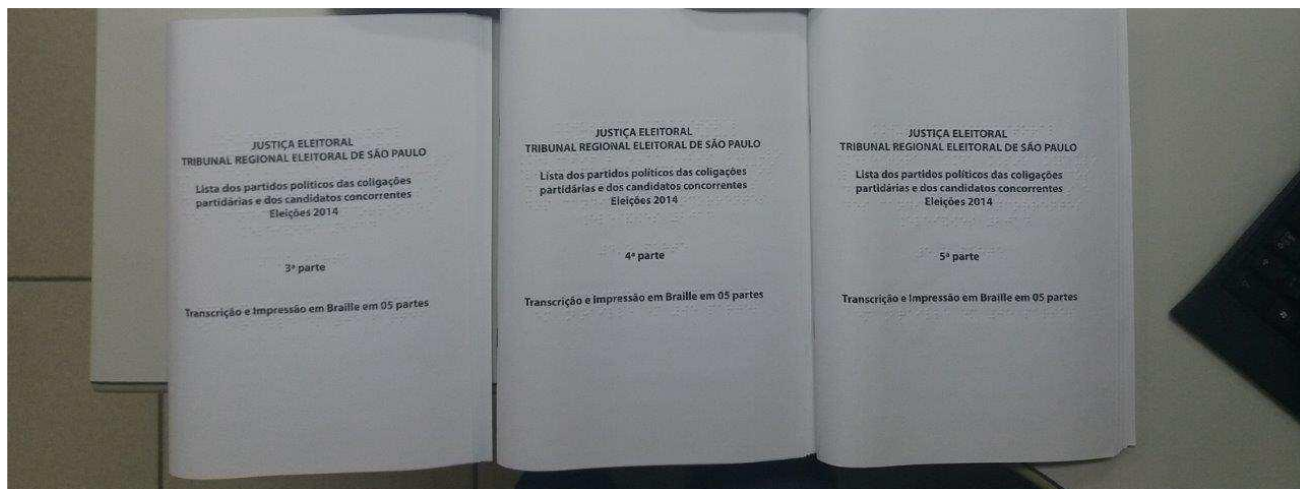 JUSTIÇA ELEITORAL
TRIBUNAL REGIONAL ELEITORAL DE SÃO PAULO
Lista dos partidos políticos das coligações
partidárias e dos candidatos concorrentes
Eleições 2014
3ª parte
Transcrição e Impressão em Braille em 05 partes
JUSTIÇA ELEITORAL
TRIBUNAL REGIONAL ELEITORAL DE SÃO PAULO
Lista dos partidos políticos das coligações
partidárias e dos candidatos concorrentes
Eleições 2014
4ª parte
Transcrição e Impressão em Braille em 05 partes
JUSTIÇA ELEITORAL
TRIBUNAL REGIONAL ELEITORAL DE SÃO PAULO
Lista dos partidos políticos das coligações
partidárias e dos candidatos concorrentes
Eleições 2014
5ª parte
Transcrição e Impressão em Braille em 05 partes